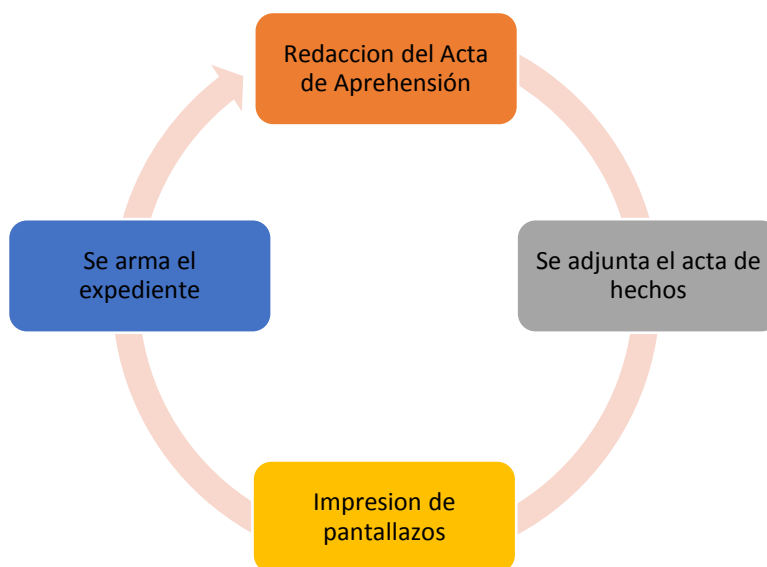 Redaccion del Acta
de Aprehensión
Se adjunta el acta de
hechos
Impresion de
pantallazos
Se arma el
expediente